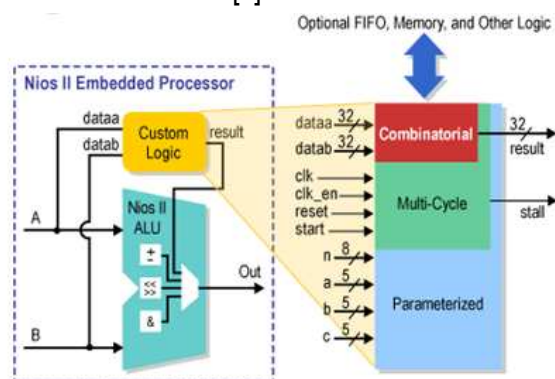 Optional FIFO, Memory, and Other Logic
Nios II Embedded Processor
dataa
datab
Custom
Logic
result
A
Nios II
ALU
+
-
<<
>>
&
Out
B
dataa 32
datab 32
Combinatorial
32
result
clk
clk_en
reset
start
Multi-Cycle
stall
n 8
a 5
b 5
c 5
Parameterized